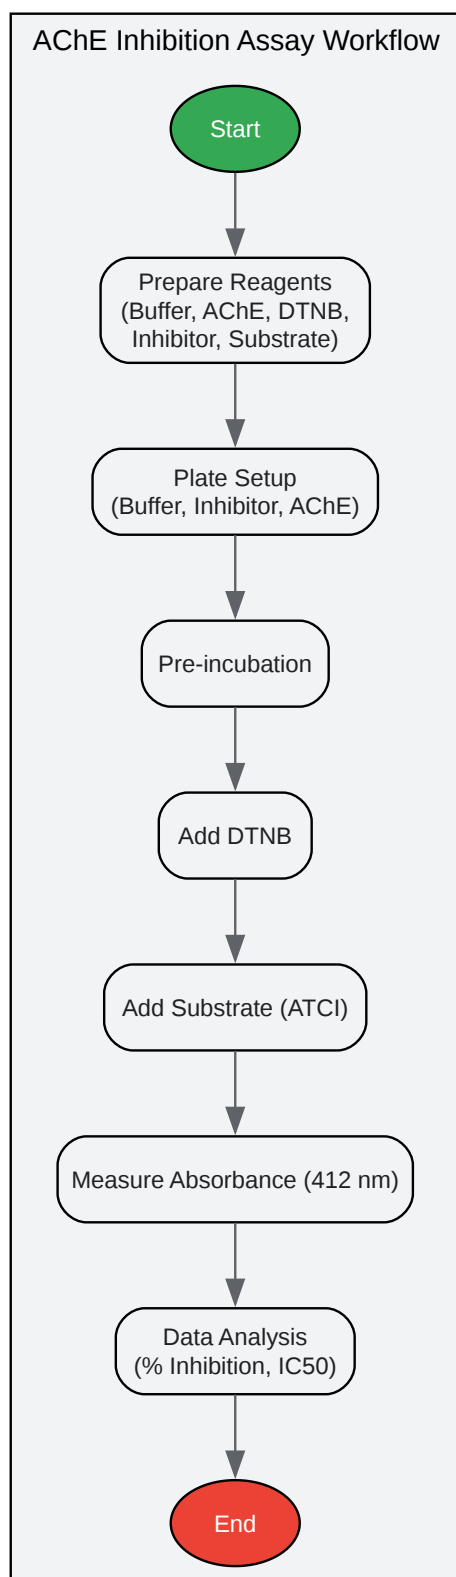 AChE Inhibition Assay Workflow
Start
Prepare Reagents
(Buffer, AChE, DTNB,
Inhibitor, Substrate)
Plate Setup
(Buffer, Inhibitor, AChE)
Pre-incubation
Add DTNB
Add Substrate (ATCI)
Measure Absorbance (412 nm)
Data Analysis
(% Inhibition, IC50)
End